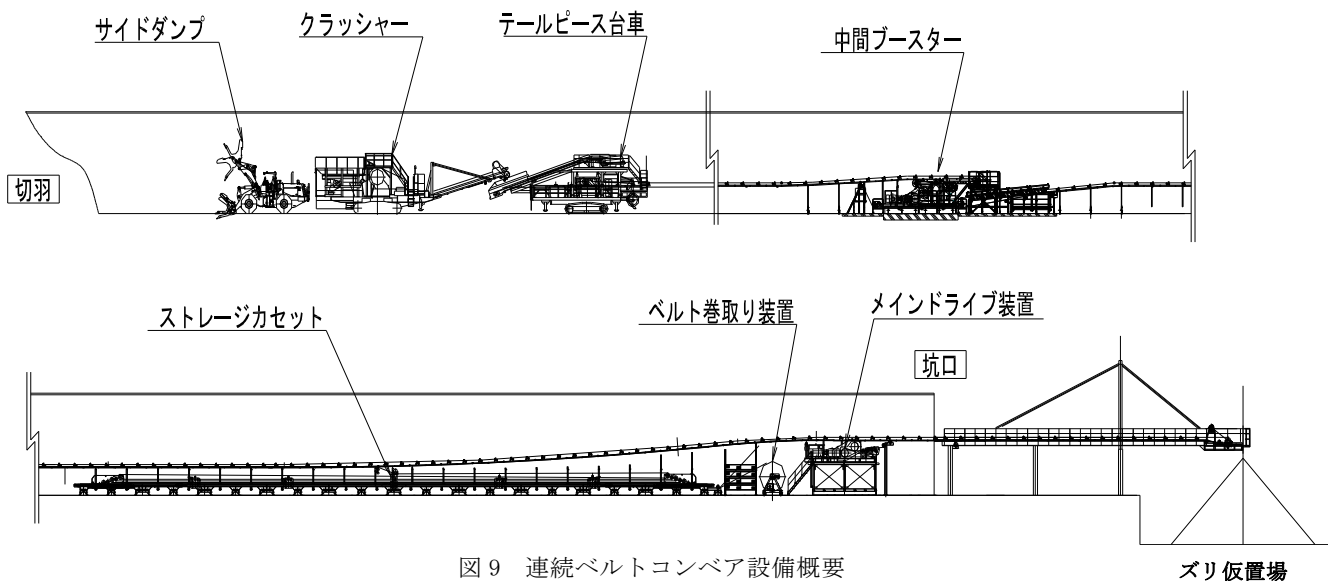 サイドダンプ
クラッシャー
テールピース台車
中間ブースター
切羽
ストレージカセット
ベルト巻取り装置
メインドライブ装置
坑口
図9 連続ベルトコンベア設備概要
ズリ仮置場